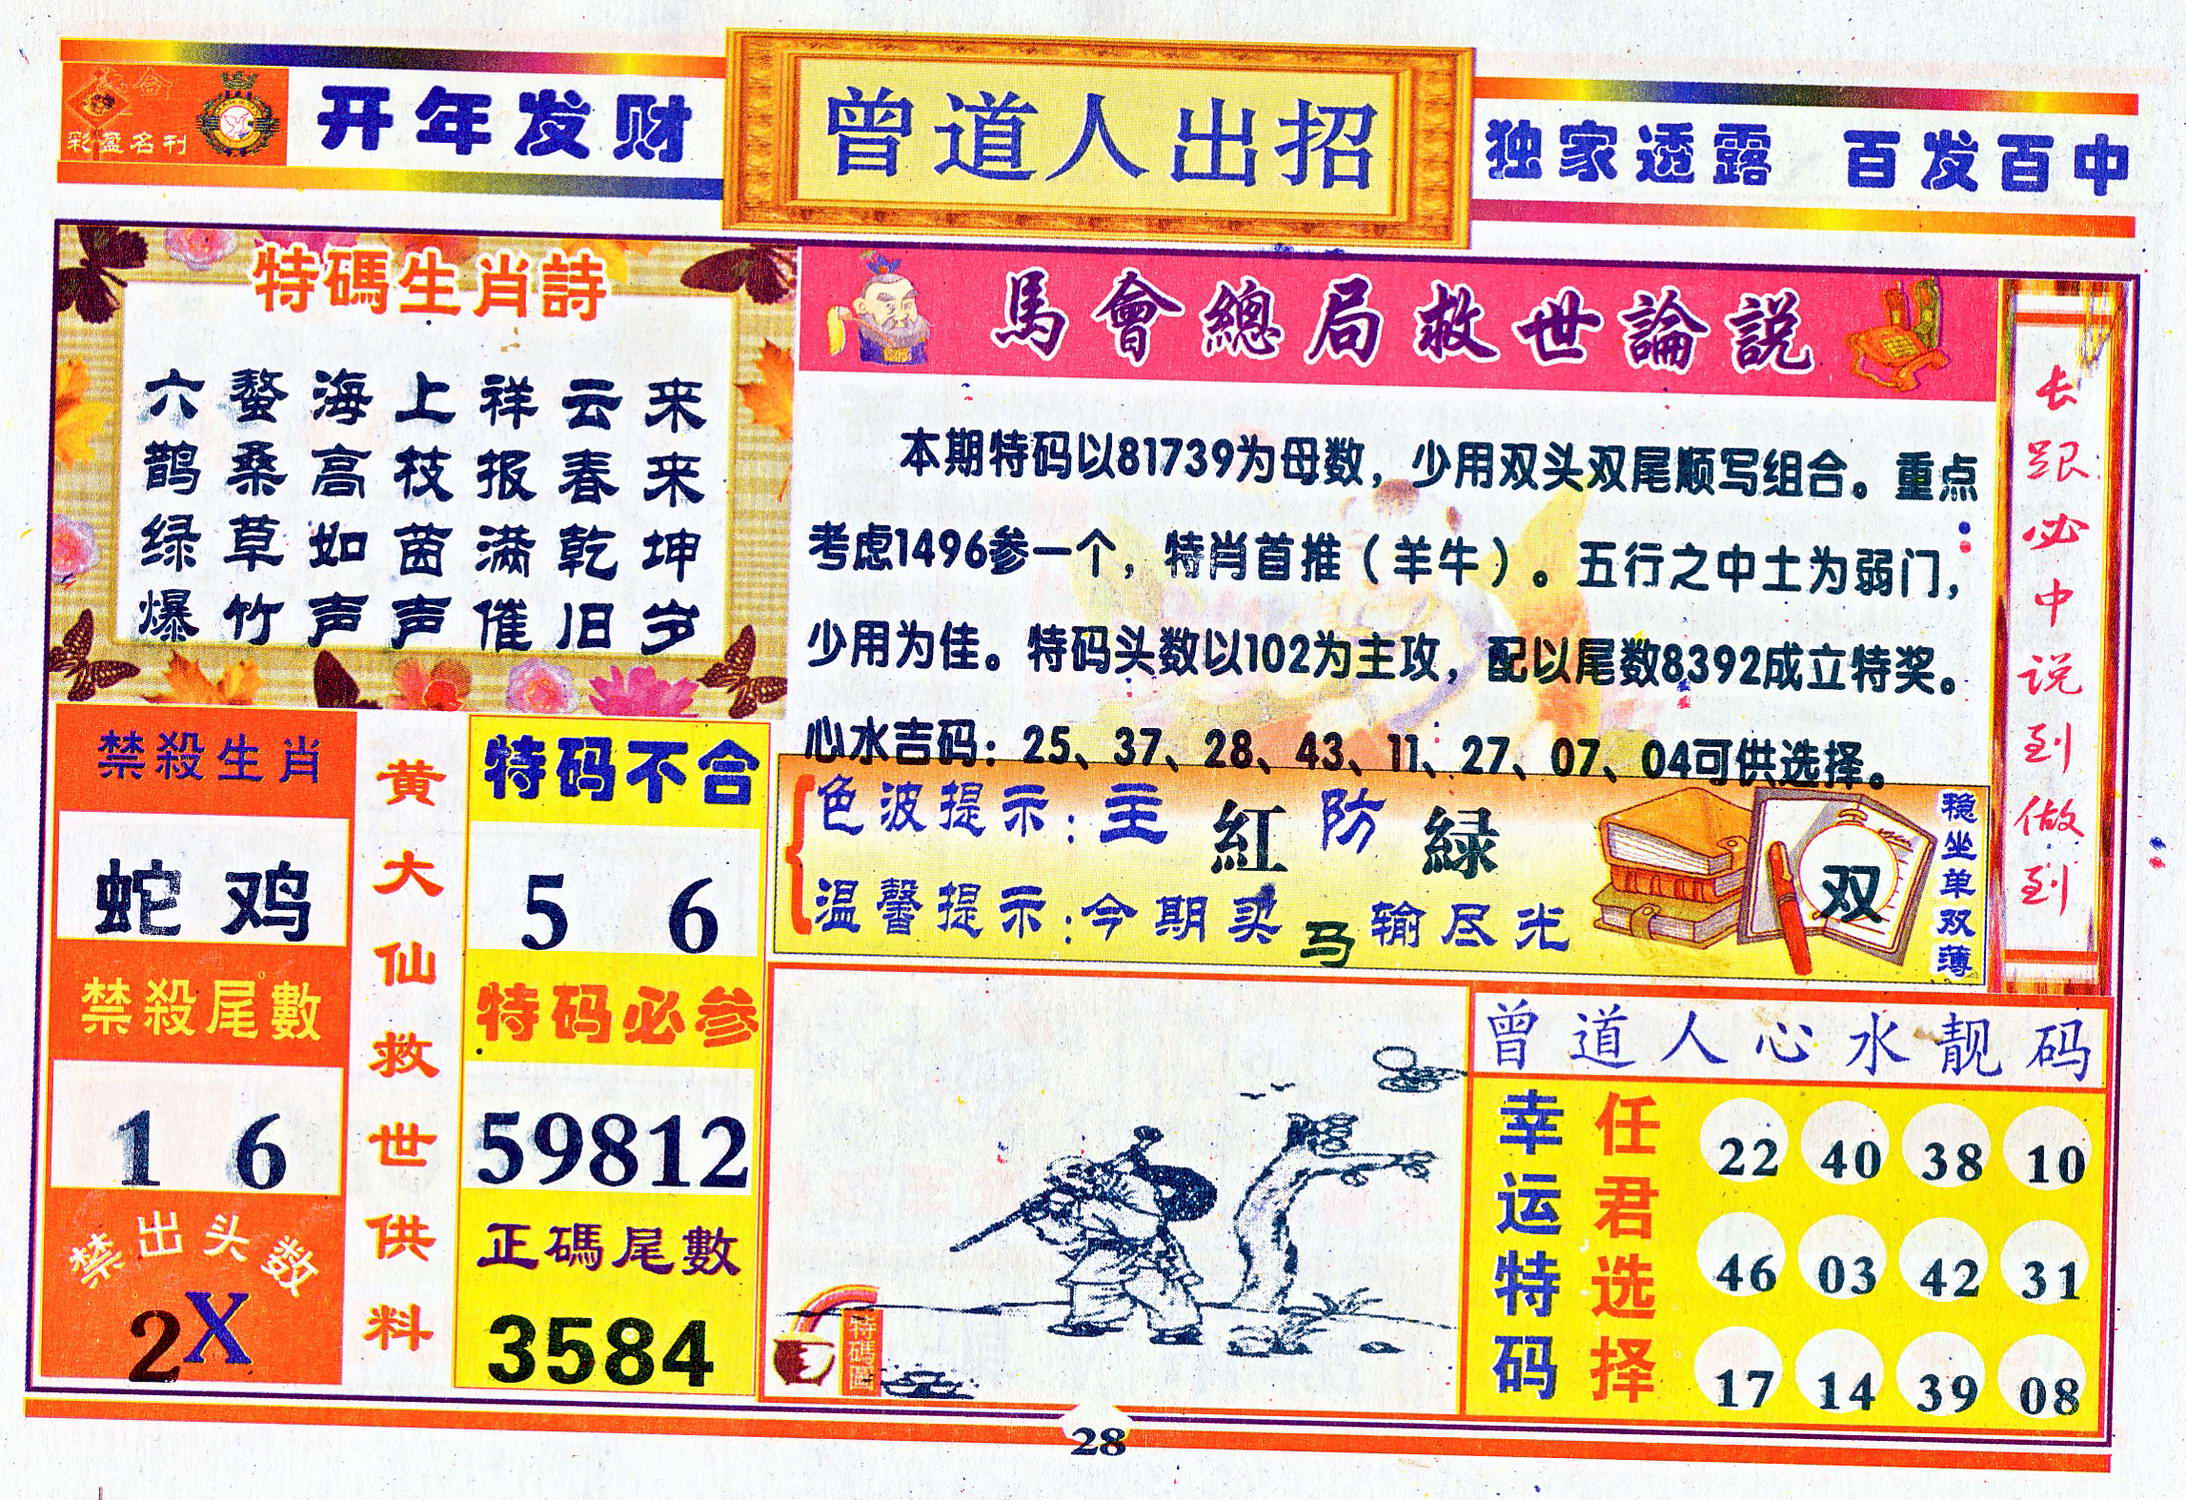 彩盈名刊
开年发财
曾道人出招
独家透露 百发百中
特碼生肖詩
六鳌海上祥云来
鹊桑高枝报春来
绿草如茵满乾坤
爆竹声声催旧岁
馬會總局救世論説
本期特码以81739为母数，少用双头双尾顺写组合。重点
考虑1496参一个，特肖首推（羊牛）。五行之中土为弱门，
少用为佳。特码头数以102为主攻，配以尾数8392成立特奖。
心水吉码：25、37、28、43、11、27、07、04可供选择。
长跟必中说到做到
色波提示：主紅防緑
温馨提示：今期买马输尽光
双
稳坐单双薄
禁殺生肖
蛇 鸡
禁殺尾數
1 6
禁出头数
2X
黄大仙救世供料
特码不合
5 6
特码必参
59812
正碼尾數
3584
特碼圖
曾道人心水靓码
幸运特码
任君选择
22 40 38 10
46 03 42 31
17 14 39 08
28